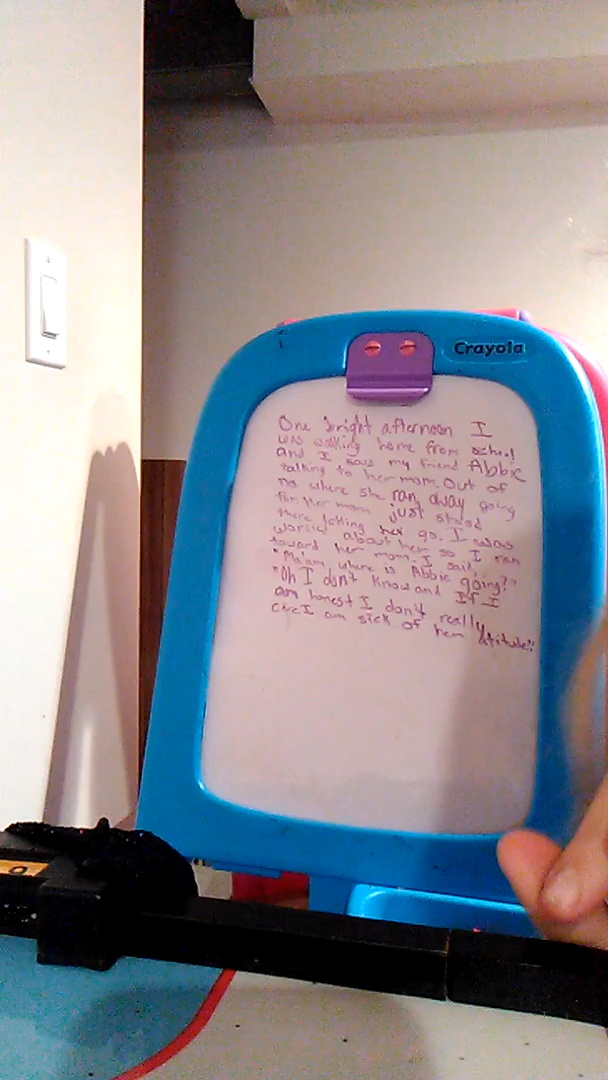 Crayola
One bright afternoon I
was walking home from school
and I saw my friend Abbie
talking to her mom. Out of
no where she ran away going
far. Her mom just stood
there letting her go. I was
worried about her so I ran
toward her mom. I said,
"Ma'am where is Abbie going?"
"Oh I don't know and If I
am honest I don't really
care I am sick of her